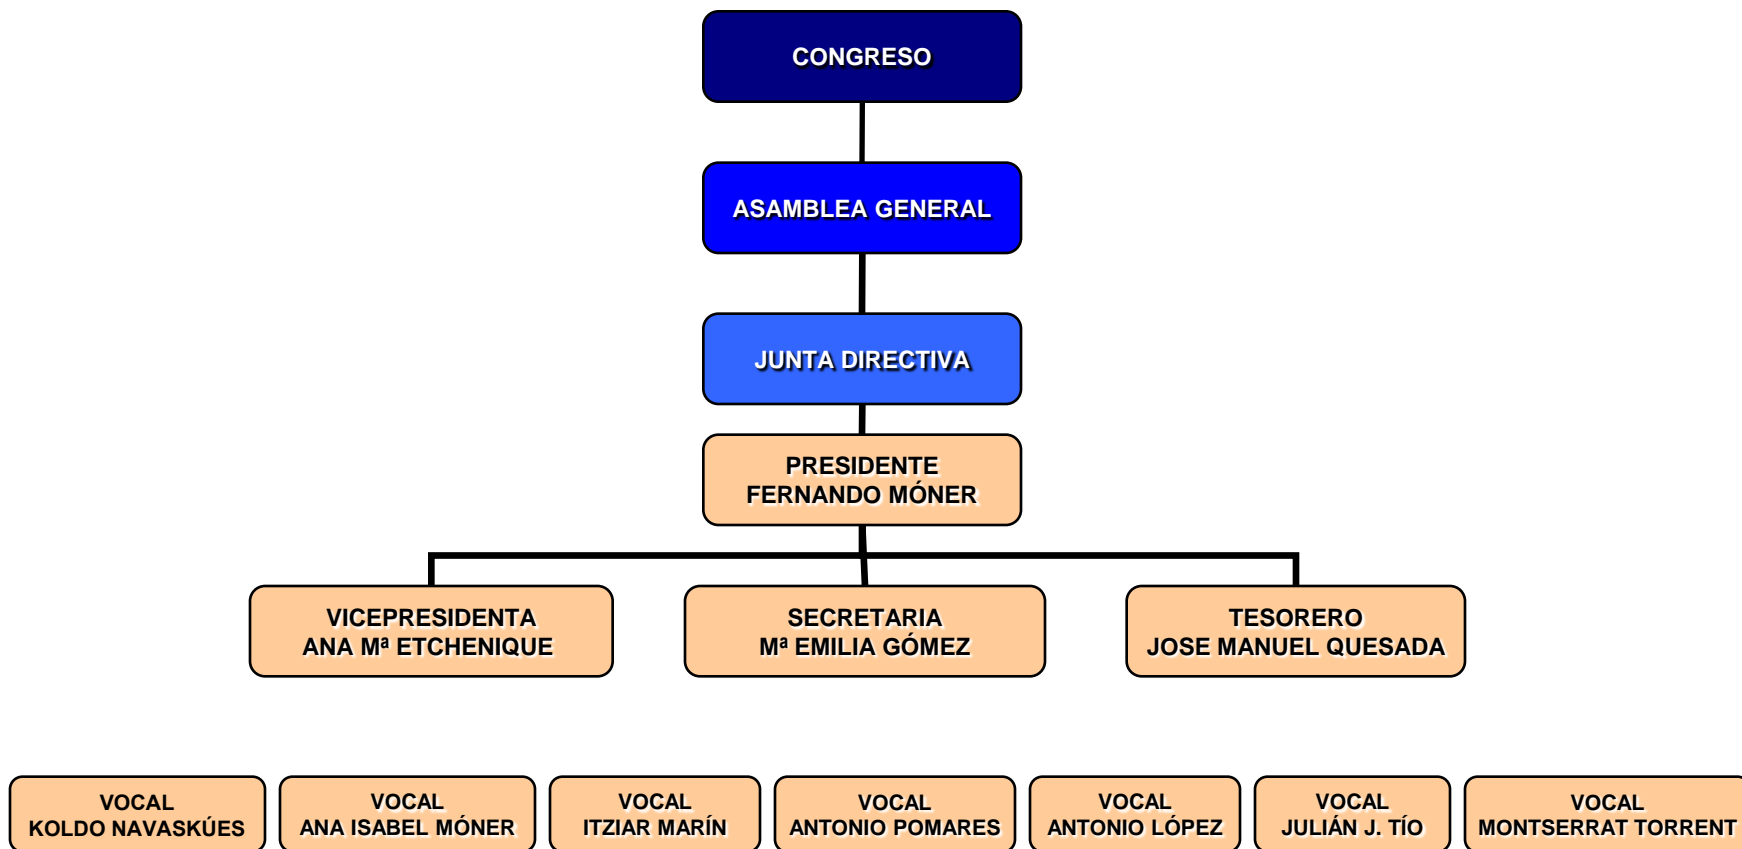 CONGRESO
ASAMBLEA GENERAL
JUNTA DIRECTIVA
PRESIDENTE
FERNANDO MÓNER
VICEPRESIDENTA
ANA Mª ETCHENIQUE
SECRETARIA
Mª EMILIA GÓMEZ
TESORERO
JOSE MANUEL QUESADA
VOCAL
KOLDO NAVASKÚES
VOCAL
ANA ISABEL MÓNER
VOCAL
ITZIAR MARÍN
VOCAL
ANTONIO POMARES
VOCAL
ANTONIO LÓPEZ
VOCAL
JULIÁN J. TÍO
VOCAL
MONTSERRAT TORRENT